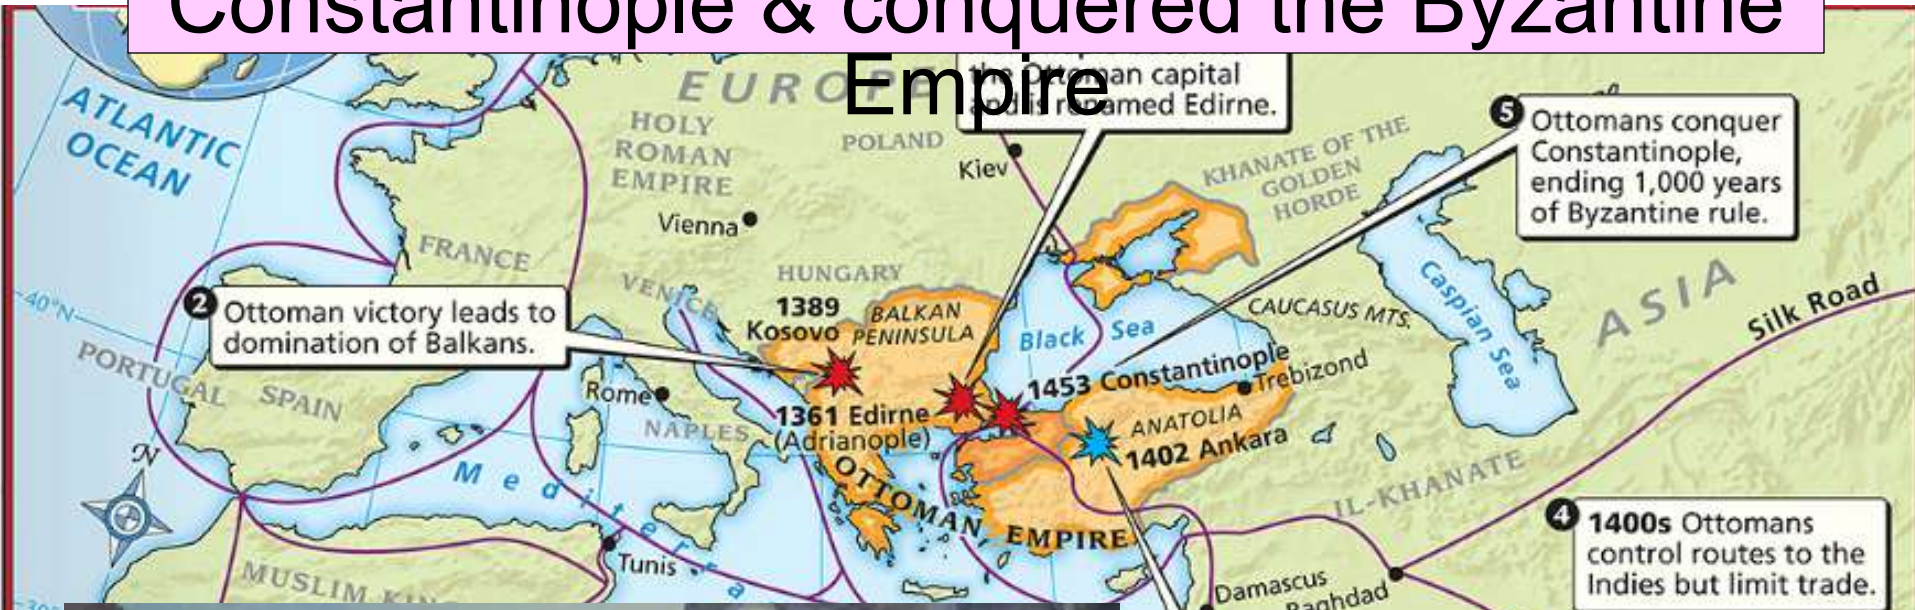 Constantinople & conquered the Byzantine
Empire
the Ottoman capital
and is renamed Edirne.
EUROPE
ATLANTIC
OCEAN
HOLY
ROMAN
EMPIRE
POLAND
Kiev
KHANATE OF THE
GOLDEN
HORDE
5
Ottomans conquer
Constantinople,
ending 1,000 years
of Byzantine rule.
Vienna
FRANCE
HUNGARY
VENICE
40°N
2
Ottoman victory leads to
domination of Balkans.
1389
Kosovo
BALKAN
PENINSULA
Black Sea
CAUCASUS MTS.
Caspian Sea
ASIA
Silk Road
PORTUGAL
SPAIN
Rome
NAPLES
1361 Edirne
(Adrianople)
1453 Constantinople
Trebizond
ANATOLIA
1402 Ankara
N
OTTOMAN EMPIRE
IL-KHANATE
4
1400s Ottomans
control routes to the
Indies but limit trade.
Mediterra
Tunis
MUSLIM
Damascus
Baghdad